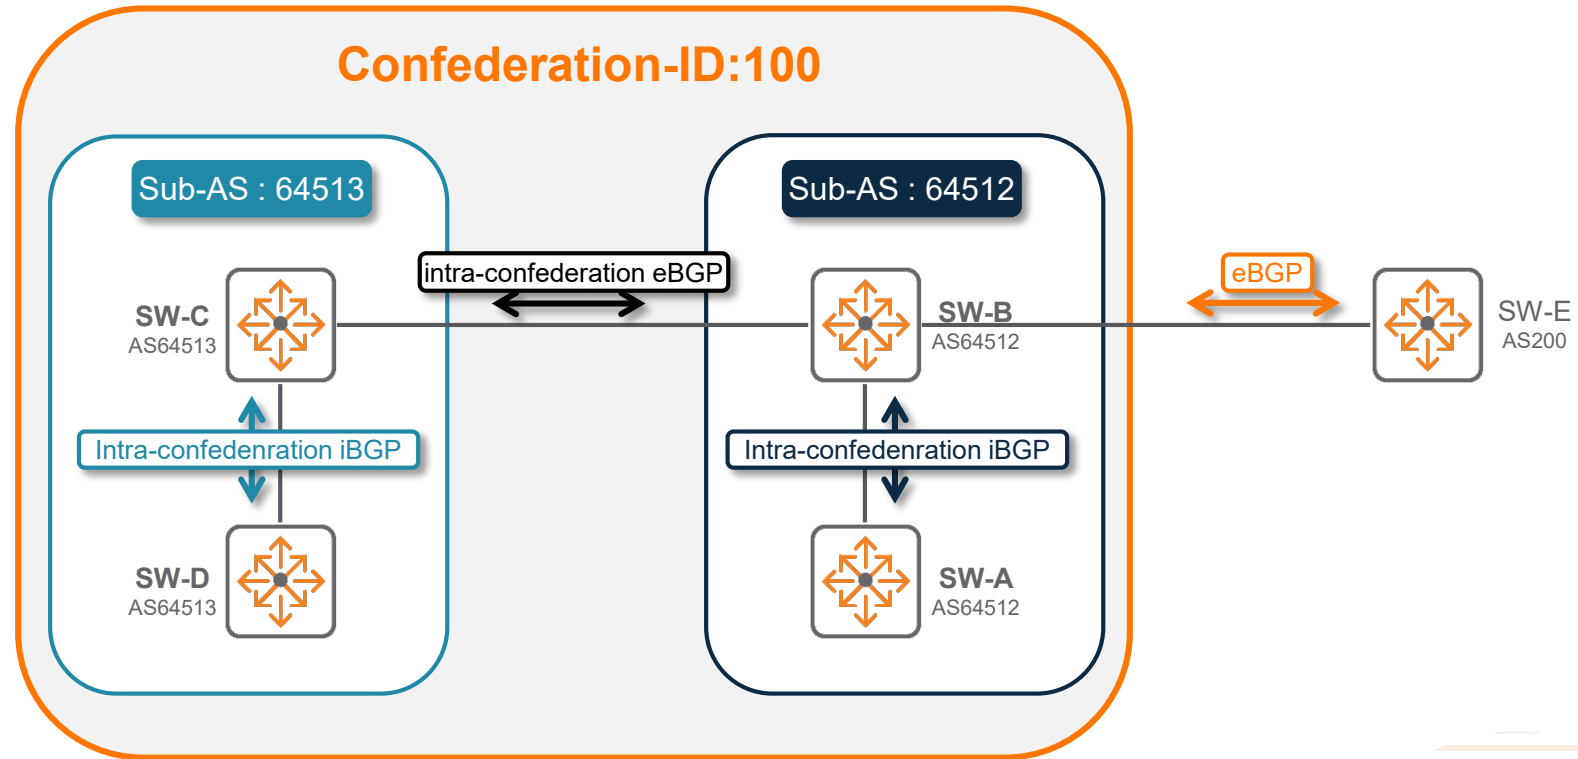 Confederation-ID:100
Sub-AS : 64513
Sub-AS : 64512
intra-confederation eBGP
eBGP
SW-C
AS64513
SW-B
AS64512
SW-E
AS200
Intra-confedenration iBGP
Intra-confedenration iBGP
SW-D
AS64513
SW-A
AS64512